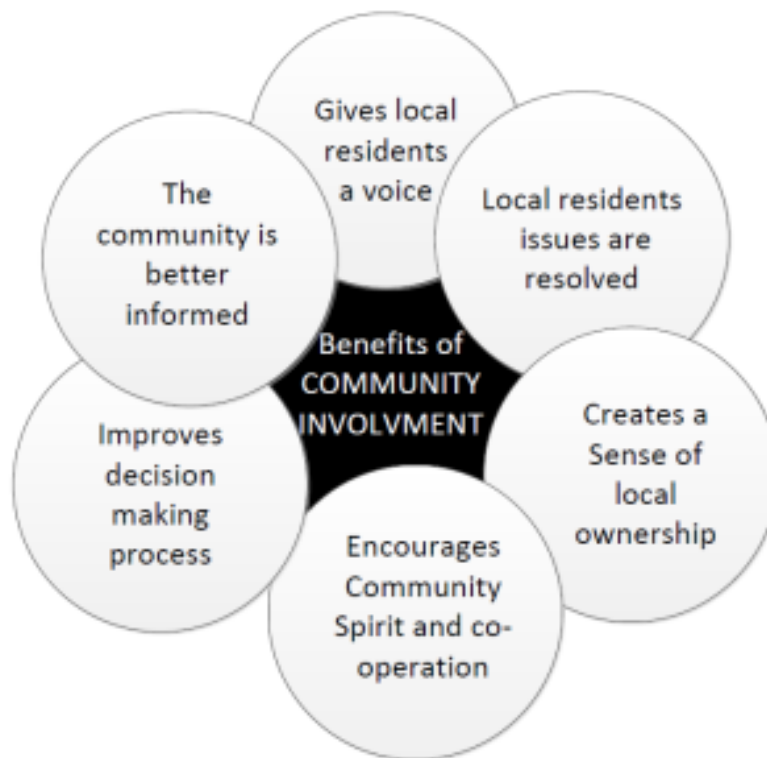 Gives local
residents
a voice
Local residents
issues are
resolved
Creates a
Sense of
local
ownership
Encourages
Community
Spirit and co-
operation
Improves
decision
making
process
The
community is
better
informed
Benefits of
COMMUNITY
INVOLVMENT